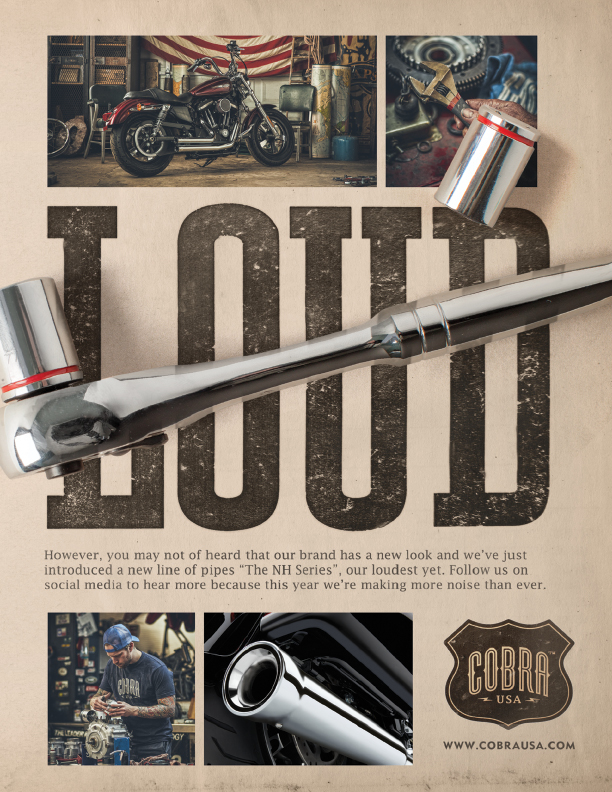 LOUD
However, you may not of heard that our brand has a new look and we've just
introduced a new line of pipes “The NH Series”, our loudest yet. Follow us on
social media to hear more because this year we're making more noise than ever.
COBRA
COBRA™
USA
WWW.COBRAUSA.COM